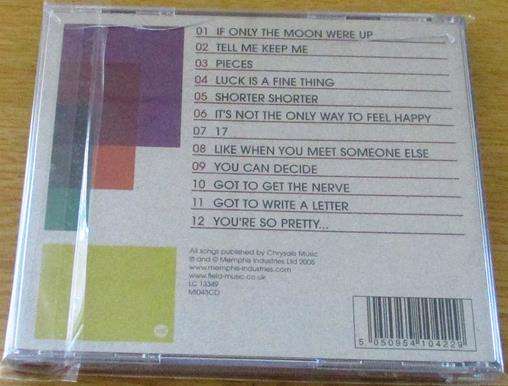 01 IF ONLY THE MOON WERE UP
02 TELL ME KEEP ME
03 PIECES
04 LUCK IS A FINE THING
05 SHORTER SHORTER
06 IT'S NOT THE ONLY WAY TO FEEL HAPPY
07 17
08 LIKE WHEN YOU MEET SOMEONE ELSE
09 YOU CAN DECIDE
10 GOT TO GET THE NERVE
11 GOT TO WRITE A LETTER
12 YOU'RE SO PRETTY...
All songs published by Chrysalis Music
℗ and © Memphis Industries Ltd 2005
www.memphis-industries.com
www.field-music.co.uk
LC 13349
MI045CD
5 050954 104229